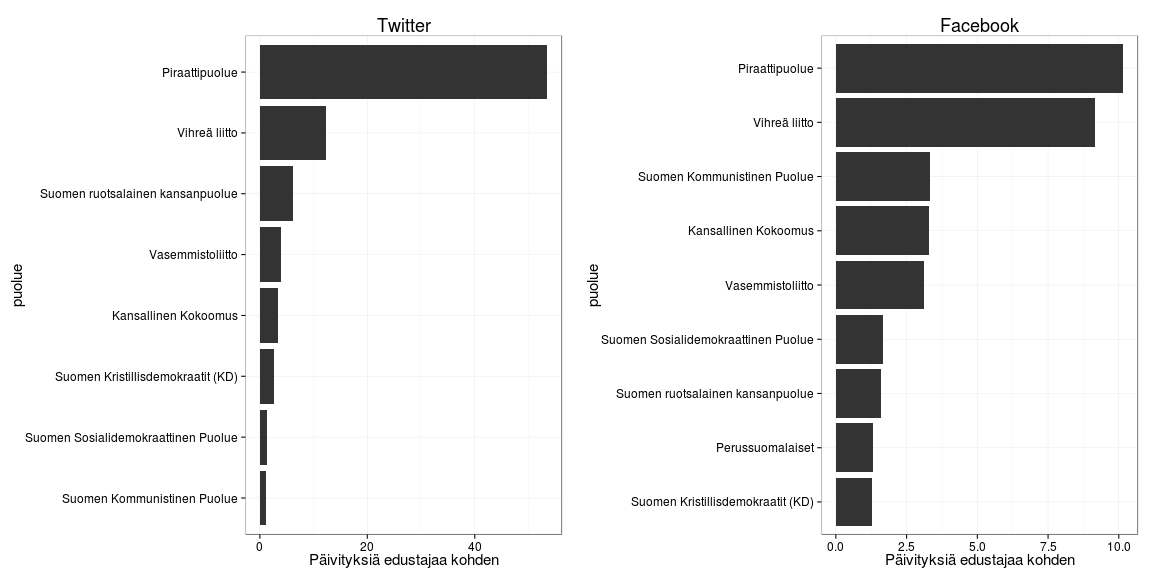 Twitter
puolue
Piraattipuolue
Vihreä liitto
Suomen ruotsalainen kansanpuolue
Vasemmistoliitto
Kansallinen Kokoomus
Suomen Kristillisdemokraatit (KD)
Suomen Sosialidemokraattinen Puolue
Suomen Kommunistinen Puolue
0 20 40
Päivityksiä edustajaa kohden
Facebook
puolue
Piraattipuolue
Vihreä liitto
Suomen Kommunistinen Puolue
Kansallinen Kokoomus
Vasemmistoliitto
Suomen Sosialidemokraattinen Puolue
Suomen ruotsalainen kansanpuolue
Perussuomalaiset
Suomen Kristillisdemokraatit (KD)
0.0 2.5 5.0 7.5 10.0
Päivityksiä edustajaa kohden